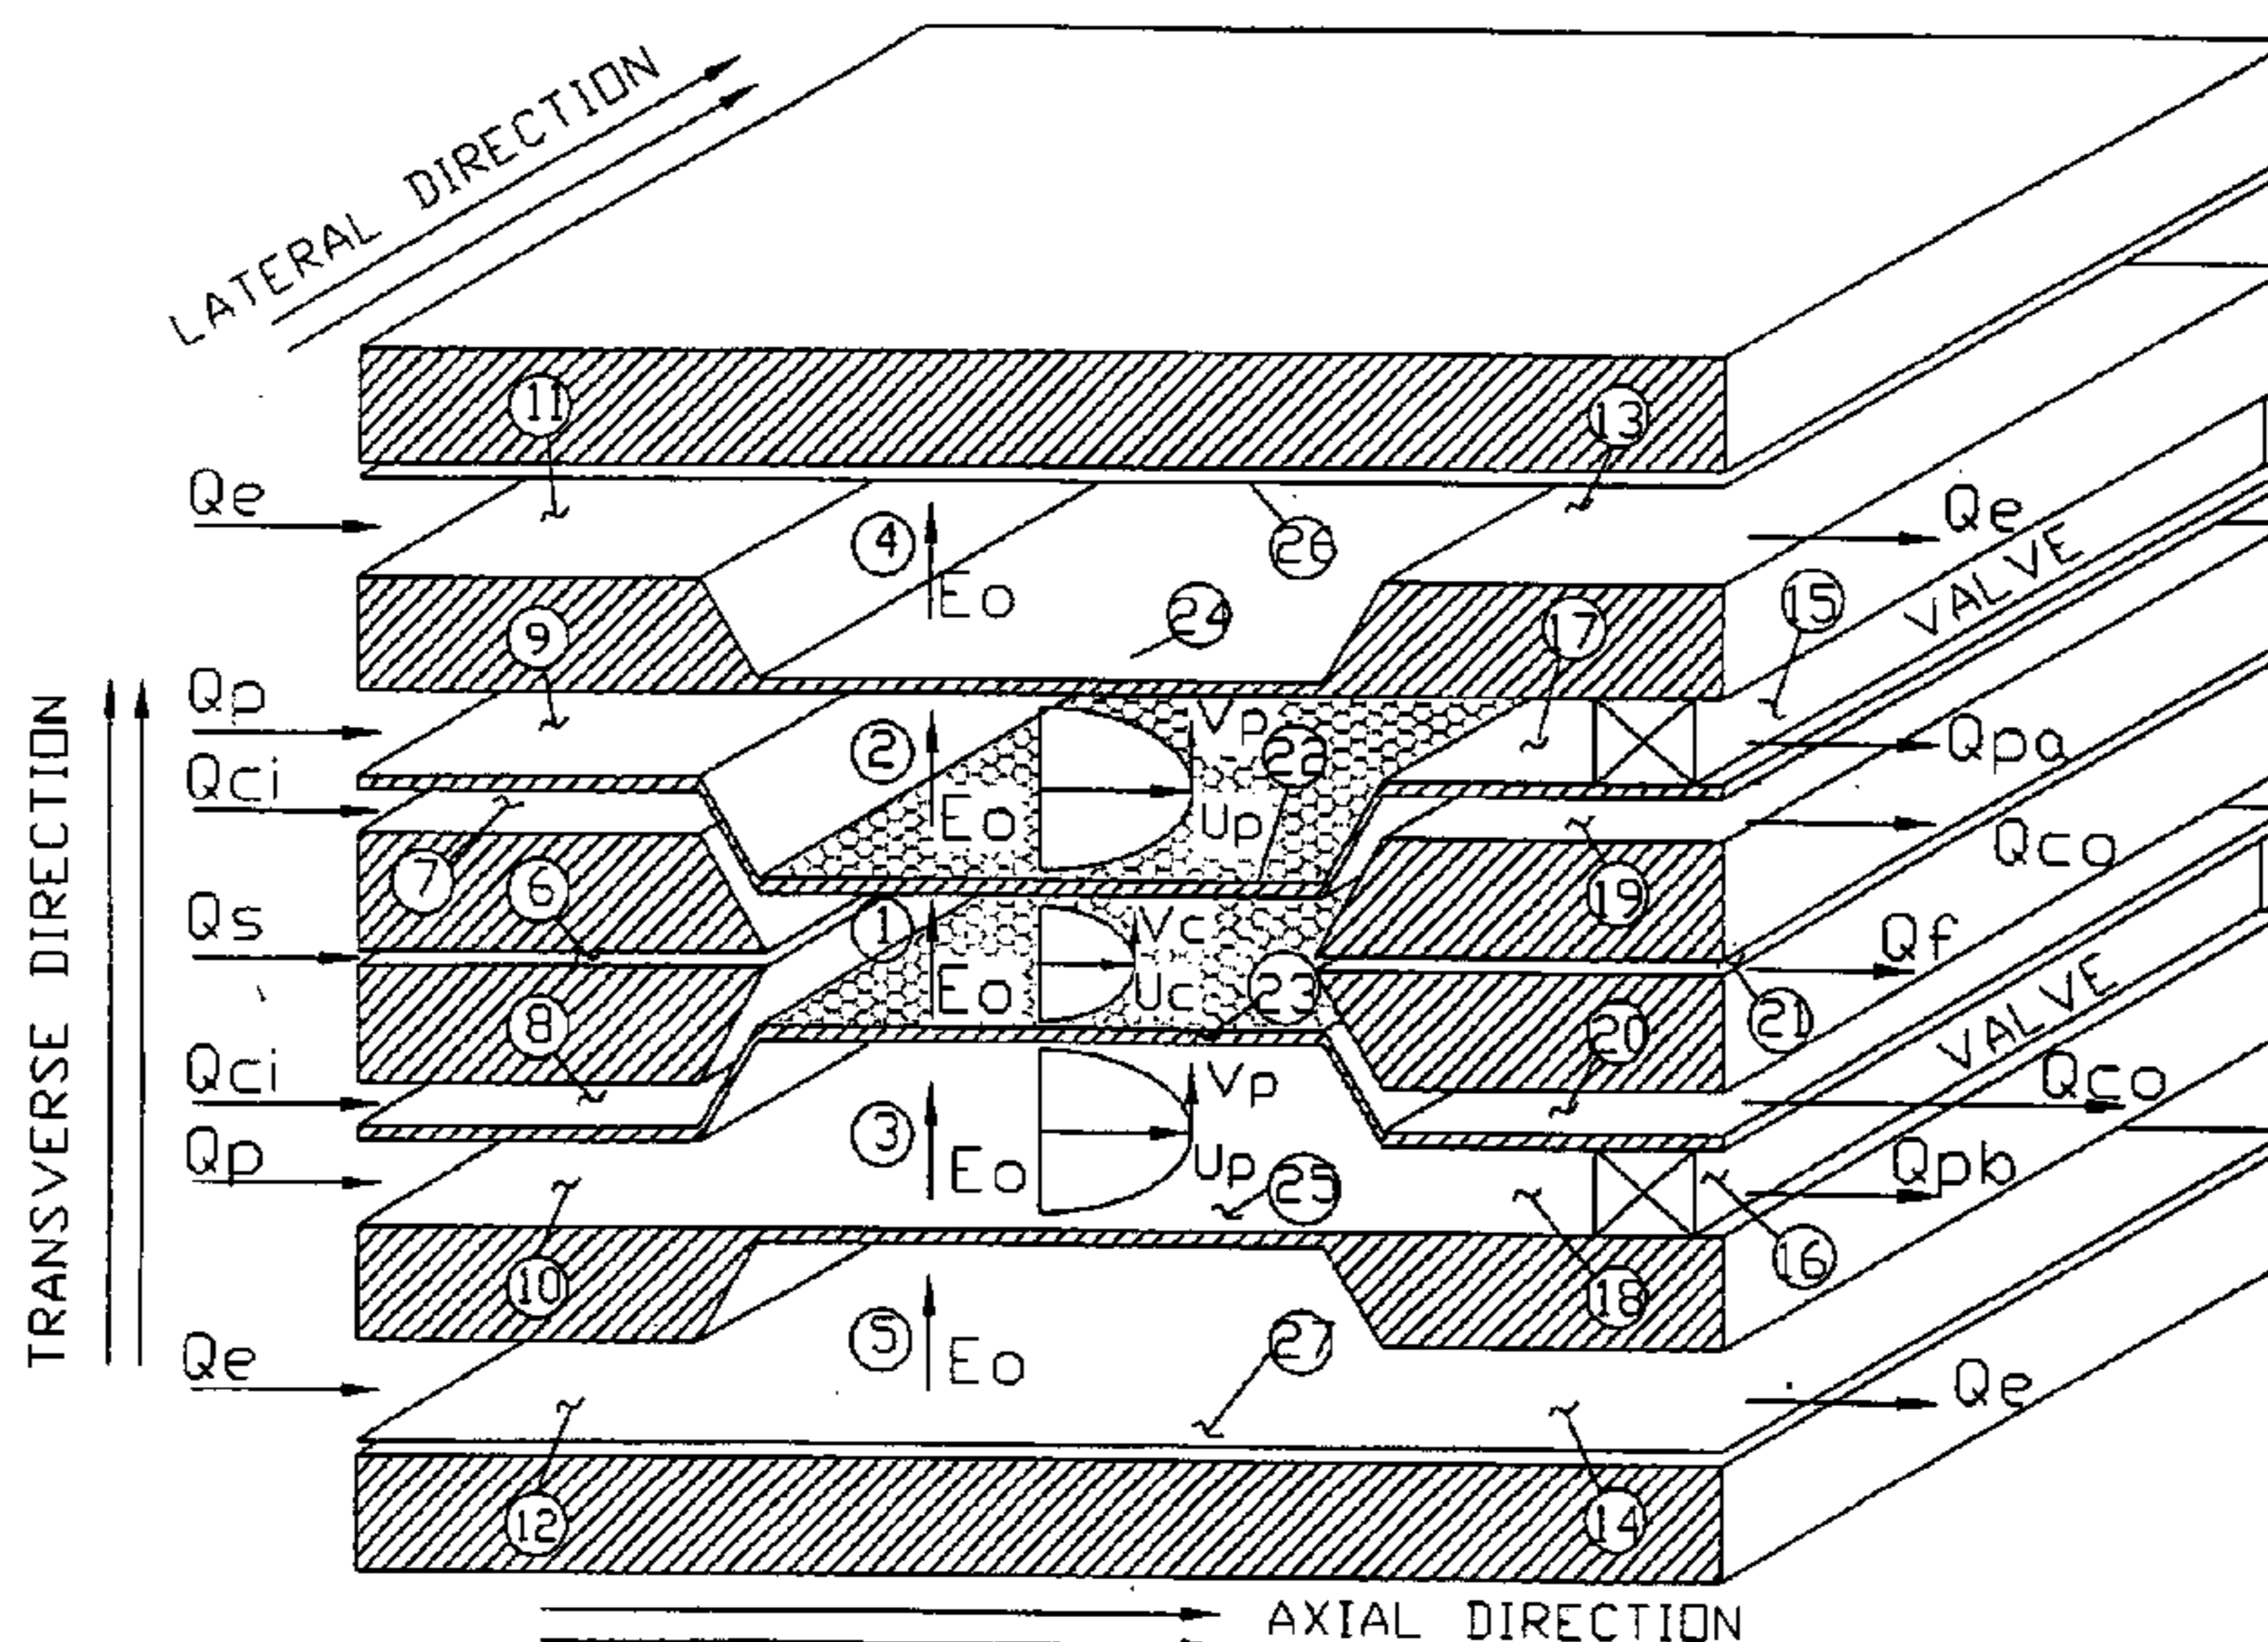 LATERAL DIRECTION
11
13
Qe
4
26
Qe
Eo
24
15
VALVE
9
17
Qp
2
Vp
22
Qpo
Qci
Eo
Up
7
6
19
Qco
Qs
1
Vc
Qf
Eo
Uc
23
8
20
21
VALVE
Qci
3
Vp
Qco
Qp
Eo
Up
25
Qpb
10
18
16
5
27
Qe
Eo
Qe
12
14
TRANSVERSE DIRECTION
AXIAL DIRECTION